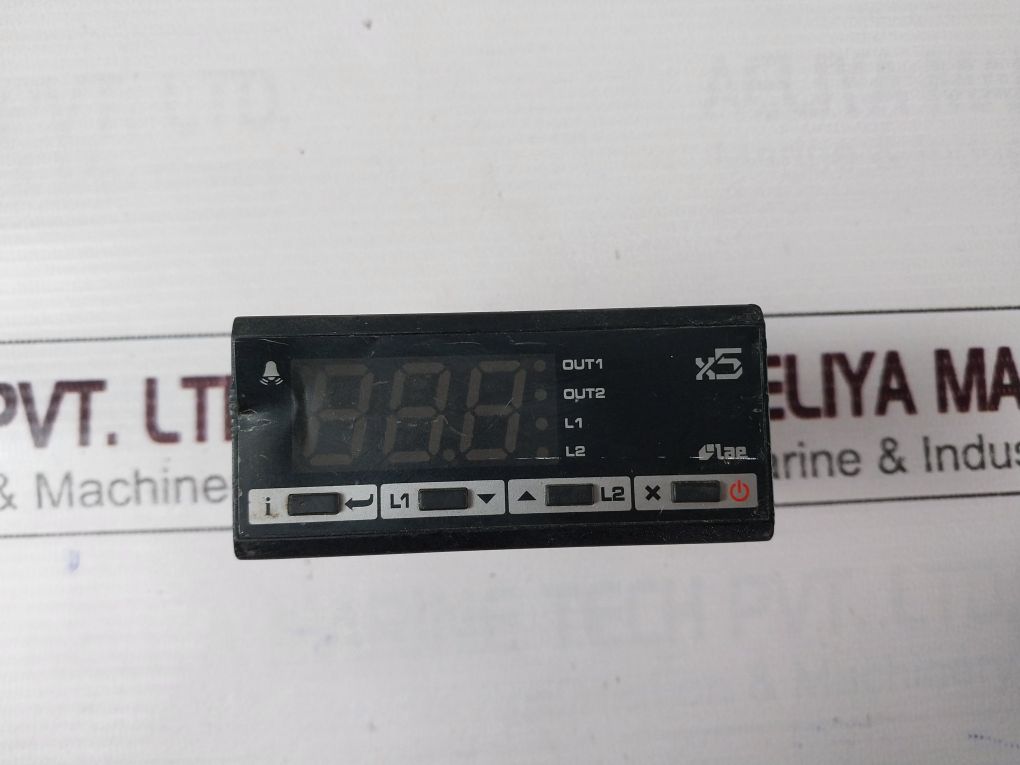 OUT1
OUT2
L1
L2
x5
lae
i
L1
L2
PVT. LT
ELIYA MA
& Machine
arine & Indus